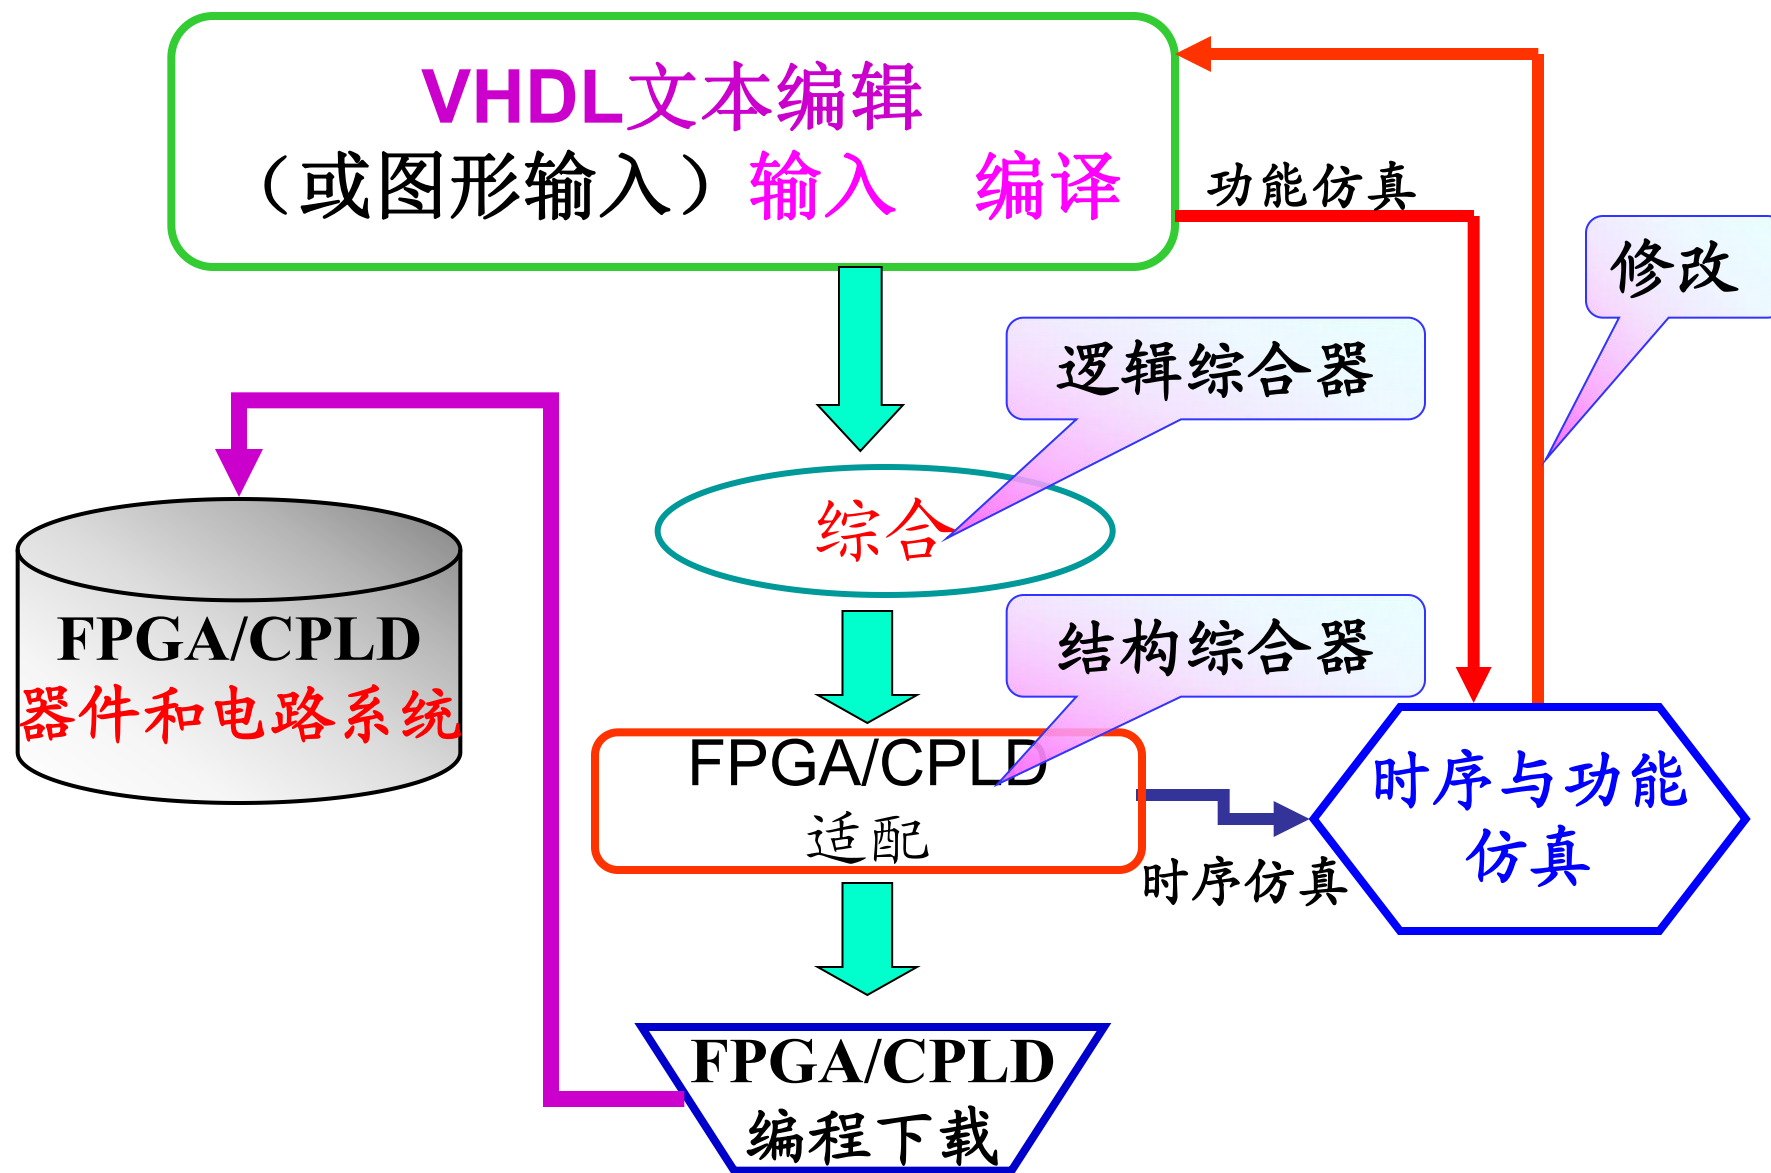 VHDL文本编辑
（或图形输入）输入　编译
功能仿真
修改
逻辑综合器
综合
FPGA/CPLD
器件和电路系统
结构综合器
FPGA/CPLD
适配
时序与功能
仿真
时序仿真
FPGA/CPLD
编程下载